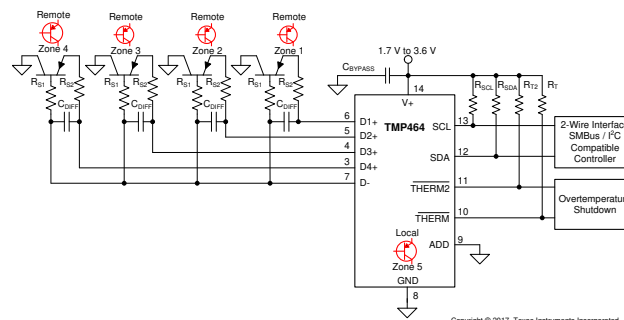 Remote
Zone 4
Remote
Zone 3
Remote
Zone 2
Remote
Zone 1
RS1
RS2
RS1
RS2
RS1
RS2
RS1
RS2
CDIFF
CDIFF
CDIFF
CDIFF
CBYPASS
1.7 V to 3.6 V
14
V+
TMP464
RSCL
RSDA
RT2
RT
6
D1+
5
D2+
4
D3+
3
D4+
7
D-
SCL
13
SDA
12
THERM2
11
THERM
10
ADD
9
Local
Zone 5
GND
8
2-Wire Interface
SMBus / I²C
Compatible
Controller
Overtemperature
Shutdown
Copyright © 2017, Texas Instruments Incorporated